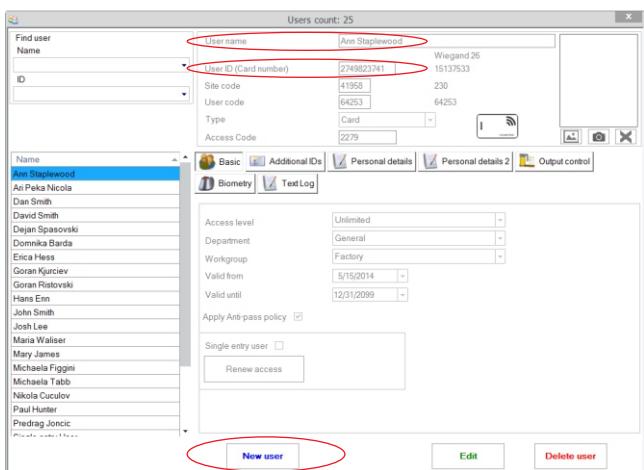 Users count: 25
x
Find user
Name
ID
User name Ann Staplewood
Wiegand 26
User ID (Card number) 2749823741 15137533
Site code 41958 230
User code 64253 64253
Type Card
Access Code 2279
Name
Ann Staplewood
Ari Peka Nicola
Dan Smith
David Smith
Dejan Spasovski
Domnika Barda
Erica Hess
Goran Kjurciev
Goran Ristovski
Hans Enn
John Smith
Josh Lee
Maria Waliser
Mary James
Michaela Figgini
Michaela Tabb
Nikola Cuculov
Paul Hunter
Predrag Joncic
Basic Additional IDs Personal details Personal details 2 Output control
Biometry Text Log
Access level Unlimited
Department General
Workgroup Factory
Valid from 5/15/2014
Valid until 12/31/2099
Apply Anti-pass policy
Single entry user
Renew access
New user Edit Delete user